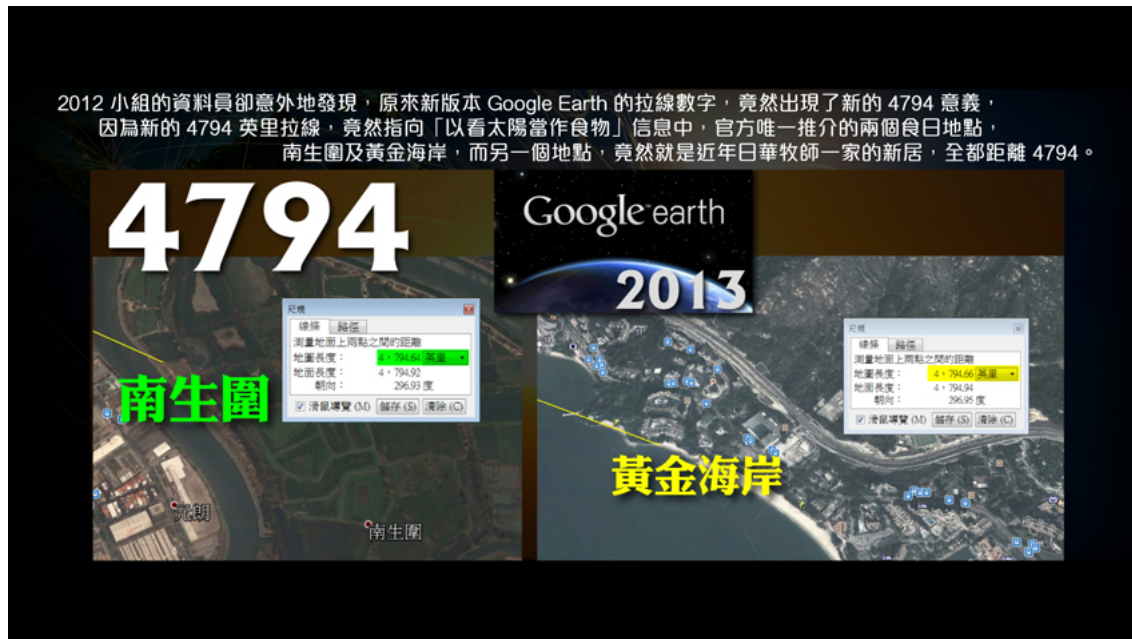 2012 小組的資料員卻意外地發現，原來新版本 Google Earth 的拉線數字，竟然出現了新的 4794 意義，
因為新的 4794 英里拉線，竟然指向「以看太陽當作食物」信息中，官方唯一推介的兩個食日地點，
南生圍及黃金海岸，而另一個地點，竟然就是近年日華牧師一家的新居，全都距離 4794。
4794
Google earth
2013
尺規
線條 路徑
測量地面上兩點之間的距離
地圖長度： 4，794.64 英里
地面長度： 4，794.92
朝向： 296.93 度
滑鼠導覽 (M) 儲存 (S) 清除 (C)
南生圍
元朗
南生圍
尺規
線條 路徑
測量地面上兩點之間的距離
地圖長度： 4，794.66 英里
地面長度： 4，794.94
朝向： 296.95 度
滑鼠導覽 (M) 儲存 (S) 清除 (C)
黃金海岸